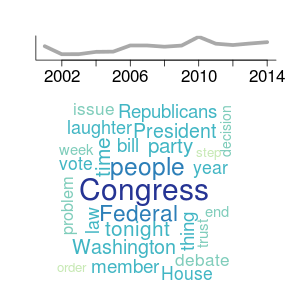 2002 2006 2010 2014
issue Republicans decision
laughter President
week time bill party step
vote people year
Congress
problem law Federal end
tonight thing trust
Washington
order member debate
House